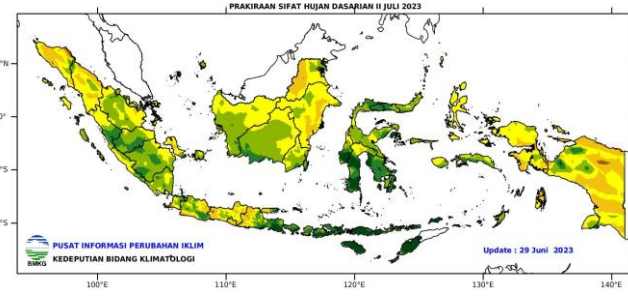 PRAKIRAAN SIFAT HUJAN DASARIAN II JULI 2023
°N
°
°S
°S
PUSAT INFORMASI PERUBAHAN IKLIM
KEDEPUTIAN BIDANG KLIMATOLOGI
BMKG
Update : 29 Juni 2023
100°E
110°E
120°E
130°E
140°E